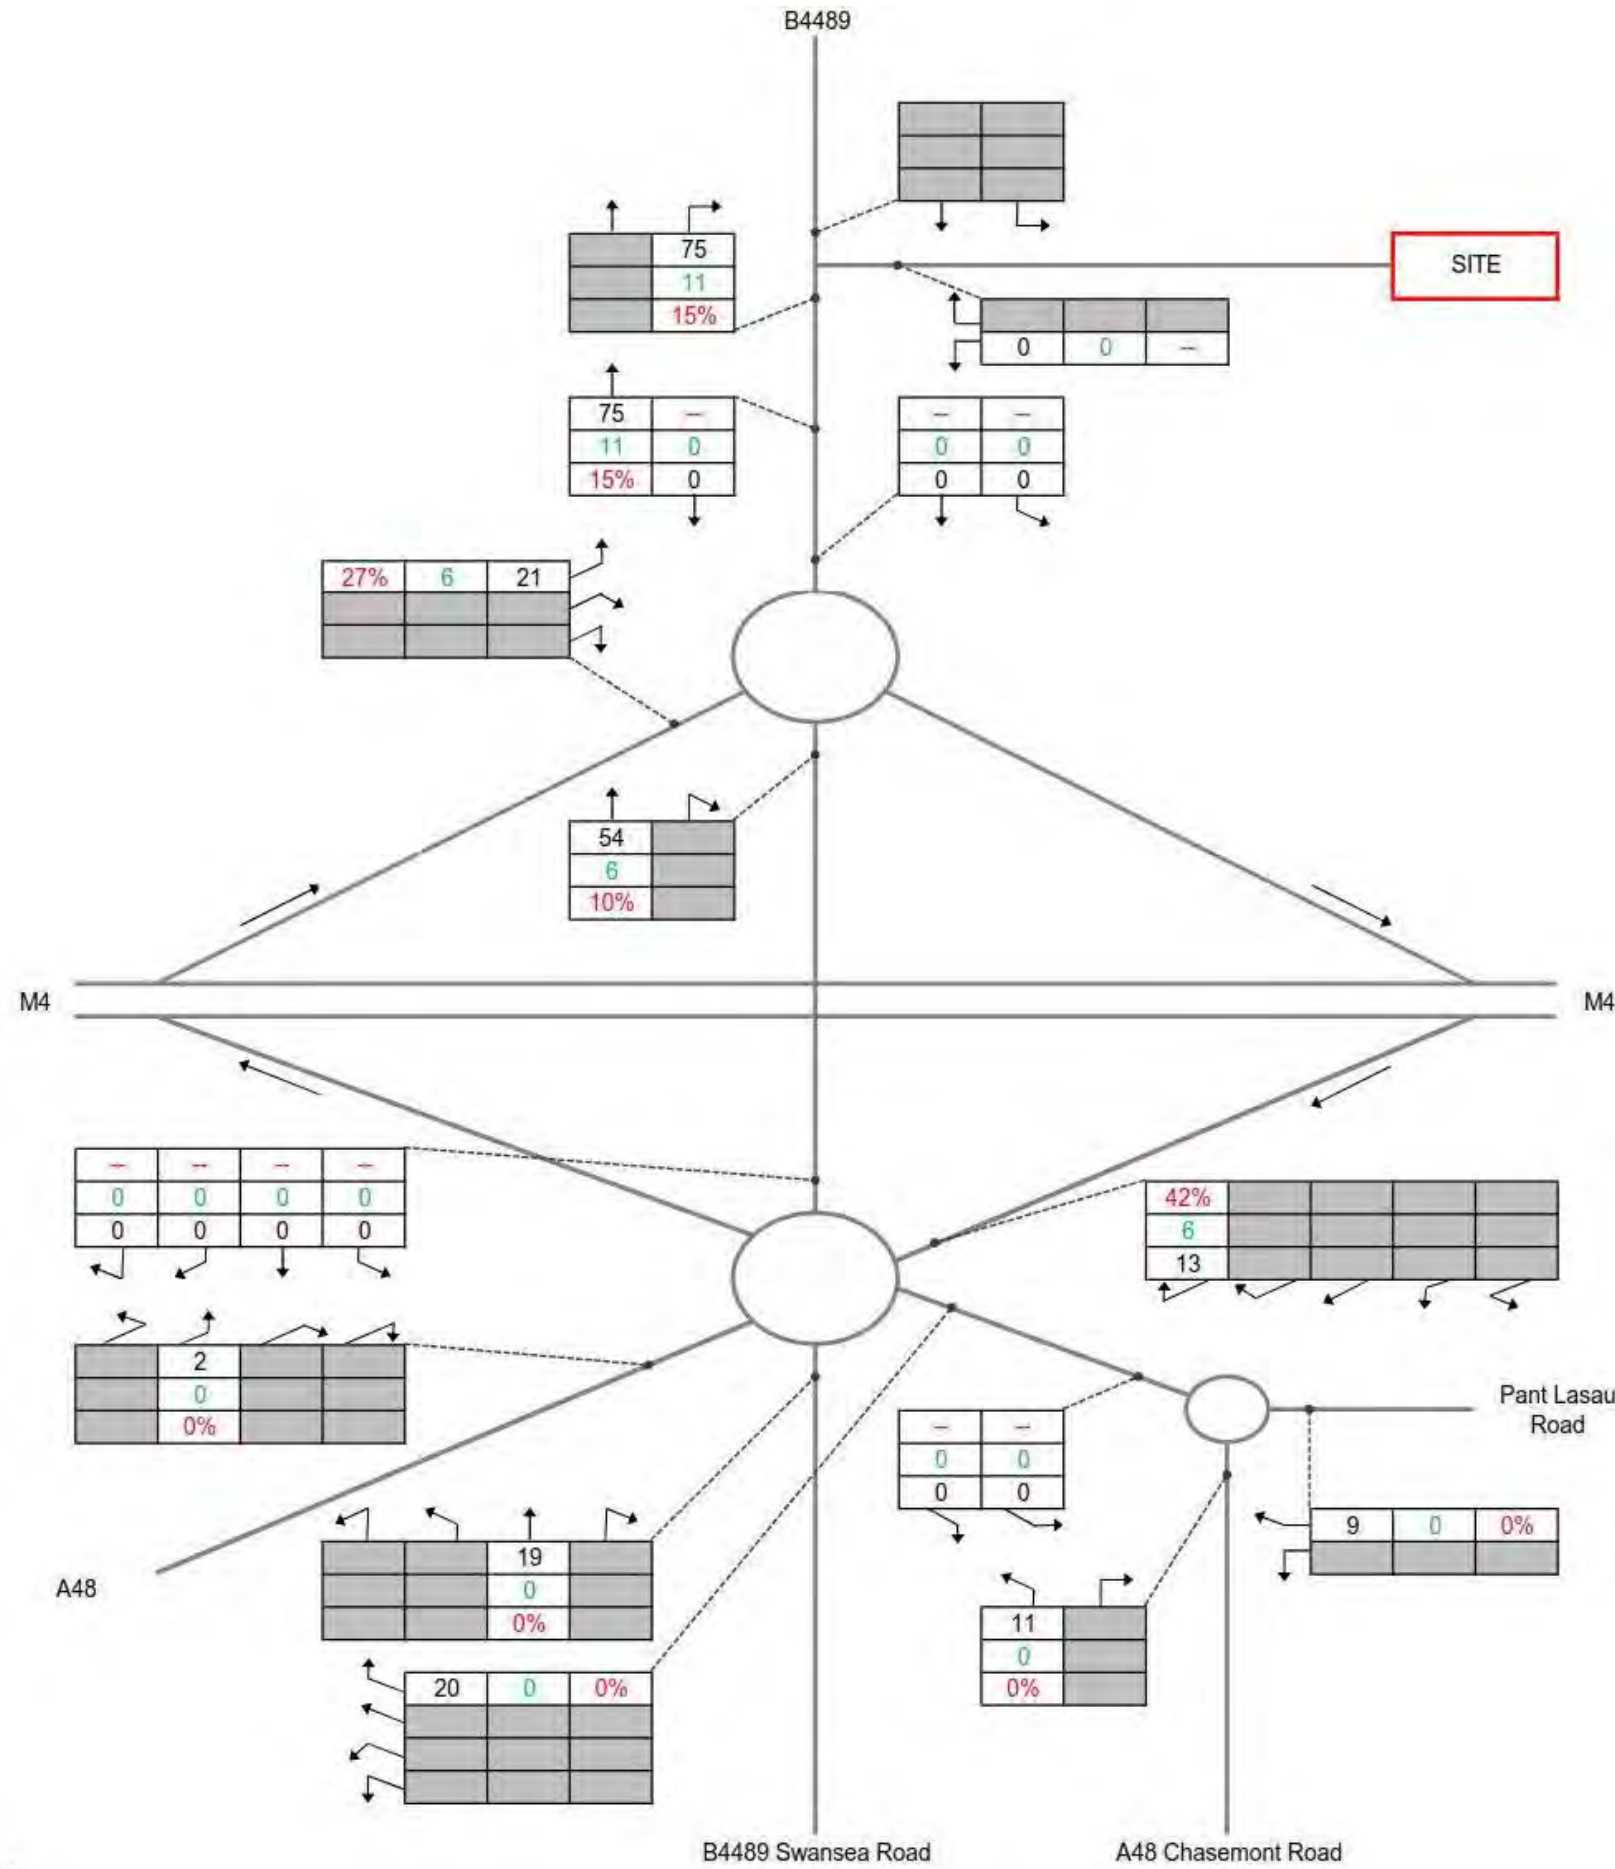 B4489
75
11
SITE
15%
0 0 --
75 -- -- --
11 0 0 0
15% 0 0 0
27% 6 21
54
6
10%
M4 M4
-- -- -- --
0 0 0 0
0 0 0 0
42%
6
13
2
0
0%
Pant Lasau
Road
-- --
0 0
0 0
9 0 0%
19
0
0%
A48
11
0
0%
20 0 0%
B4489 Swansea Road A48 Chasemont Road